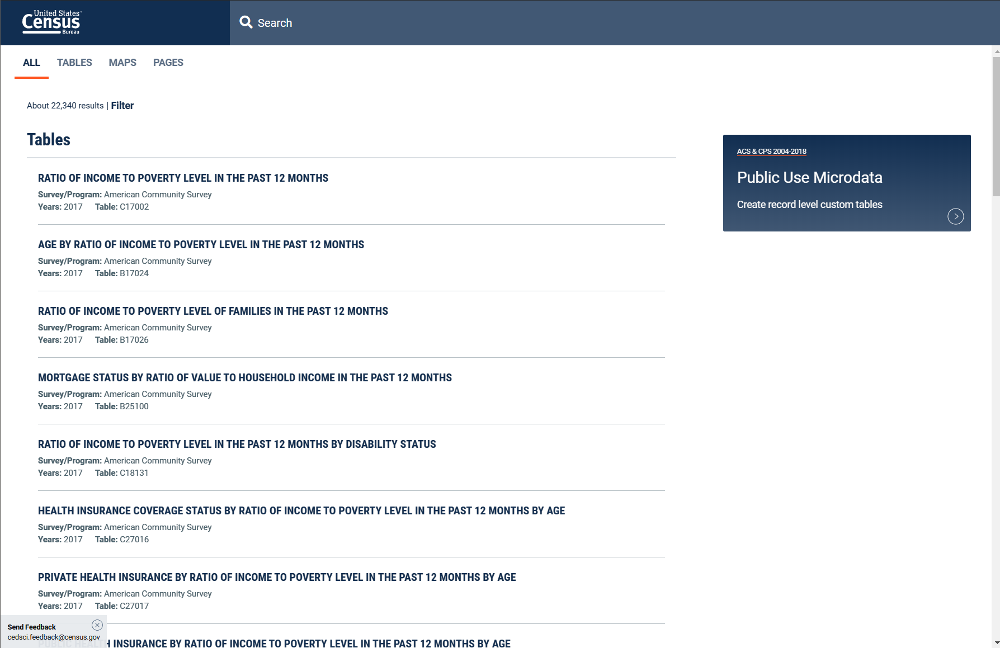 United States™
Census
Bureau
Search
ALL TABLES MAPS PAGES
About 22,340 results | Filter
Tables
RATIO OF INCOME TO POVERTY LEVEL IN THE PAST 12 MONTHS
Survey/Program: American Community Survey
Years: 2017 Table: C17002
AGE BY RATIO OF INCOME TO POVERTY LEVEL IN THE PAST 12 MONTHS
Survey/Program: American Community Survey
Years: 2017 Table: B17024
RATIO OF INCOME TO POVERTY LEVEL OF FAMILIES IN THE PAST 12 MONTHS
Survey/Program: American Community Survey
Years: 2017 Table: B17026
MORTGAGE STATUS BY RATIO OF VALUE TO HOUSEHOLD INCOME IN THE PAST 12 MONTHS
Survey/Program: American Community Survey
Years: 2017 Table: B25100
RATIO OF INCOME TO POVERTY LEVEL IN THE PAST 12 MONTHS BY DISABILITY STATUS
Survey/Program: American Community Survey
Years: 2017 Table: C18131
HEALTH INSURANCE COVERAGE STATUS BY RATIO OF INCOME TO POVERTY LEVEL IN THE PAST 12 MONTHS BY AGE
Survey/Program: American Community Survey
Years: 2017 Table: C27016
PRIVATE HEALTH INSURANCE BY RATIO OF INCOME TO POVERTY LEVEL IN THE PAST 12 MONTHS BY AGE
Survey/Program: American Community Survey
Years: 2017 Table: C27017
PUBLIC HEALTH INSURANCE BY RATIO OF INCOME TO POVERTY LEVEL IN THE PAST 12 MONTHS BY AGE
ACS & CPS 2004-2018
Public Use Microdata
Create record level custom tables
Send Feedback
cedsci.feedback@census.gov